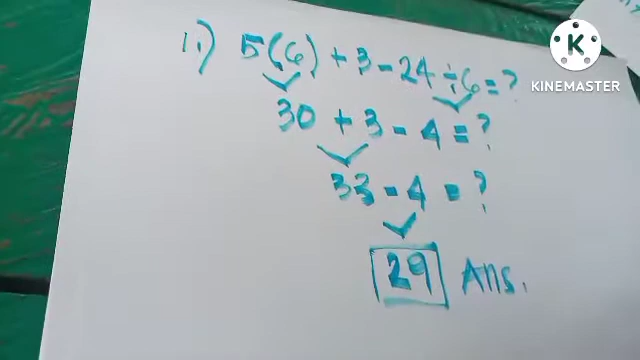 1.) 5(6) + 3 - 24 ÷ 6 = ?
30 + 3 - 4 = ?
33 - 4 = ?
29 Ans.
K
KINEMASTER